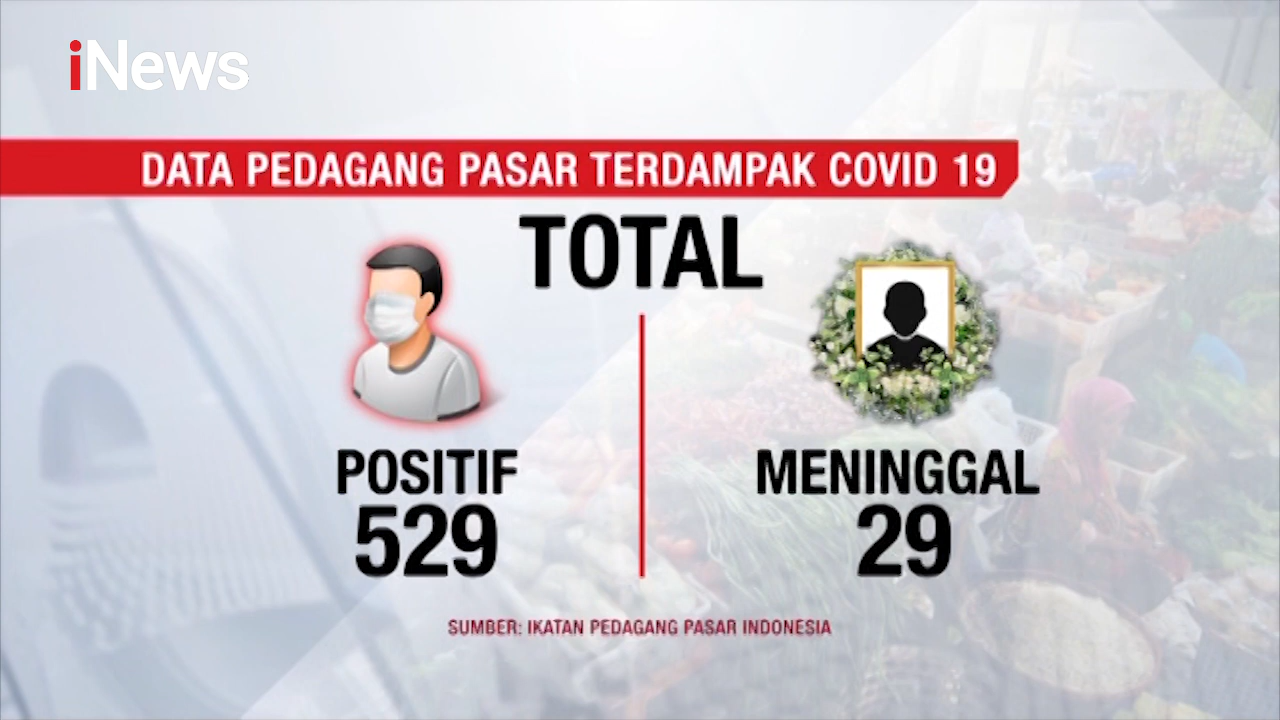 iNews
DATA PEDAGANG PASAR TERDAMPAK COVID 19
TOTAL
POSITIF
529
MENINGGAL
29
SUMBER: IKATAN PEDAGANG PASAR INDONESIA